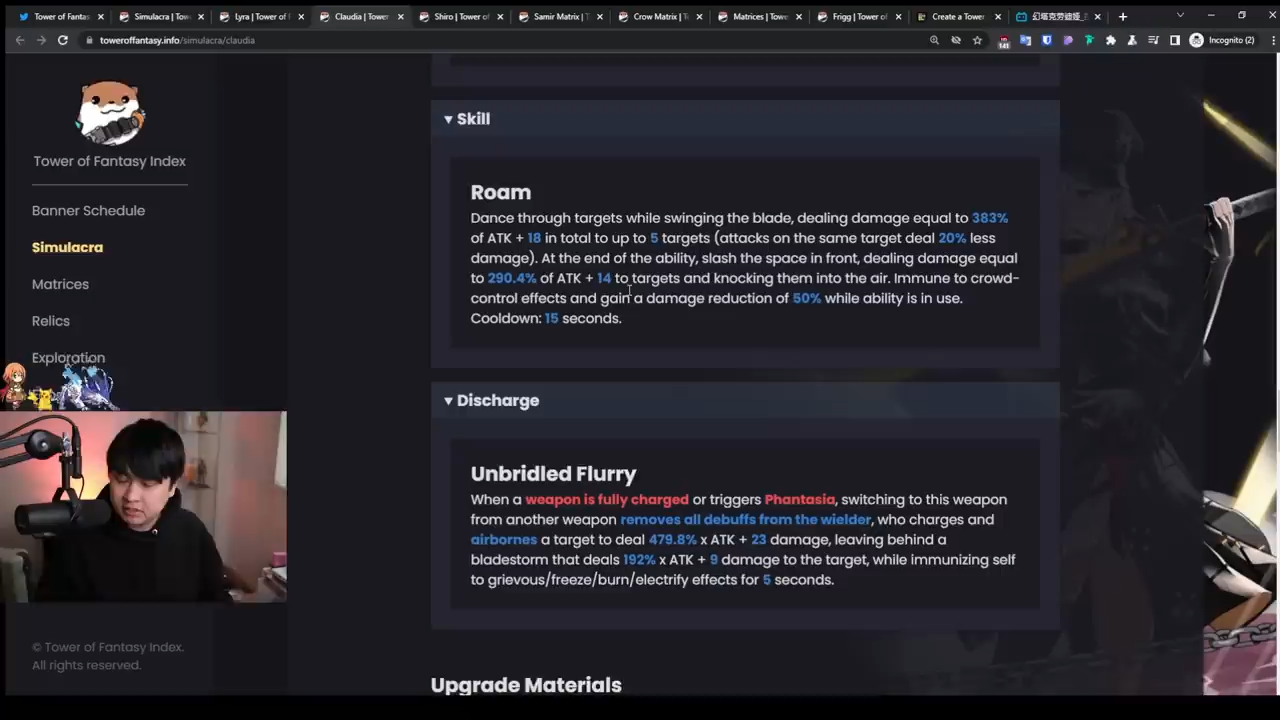 Tower of Fantas
Simulacra | Tow
Lyra | Tower of F
Claudia | Tower
Shiro | Tower of
Samir Matrix | T
Crow Matrix | To
Matrices | Tower
Frigg | Tower of
Create a Tower
幻塔克劳迪娅_
toweroffantasy.info/simulacra/claudia
141
Incognito (2)
Tower of Fantasy Index
Banner Schedule
Simulacra
Matrices
Relics
Exploration
© Tower of Fantasy Index.
All rights reserved.
Skill
Roam
Dance through targets while swinging the blade, dealing damage equal to 383%
of ATK + 18 in total to up to 5 targets (attacks on the same target deal 20% less
damage). At the end of the ability, slash the space in front, dealing damage equal
to 290.4% of ATK + 14 to targets and knocking them into the air. Immune to crowd-
control effects and gain a damage reduction of 50% while ability is in use.
Cooldown: 15 seconds.
Discharge
Unbridled Flurry
When a weapon is fully charged or triggers Phantasia, switching to this weapon
from another weapon removes all debuffs from the wielder, who charges and
airbornes a target to deal 479.8% x ATK + 23 damage, leaving behind a
bladestorm that deals 192% x ATK + 9 damage to the target, while immunizing self
to grievous/freeze/burn/electrify effects for 5 seconds.
Upgrade Materials